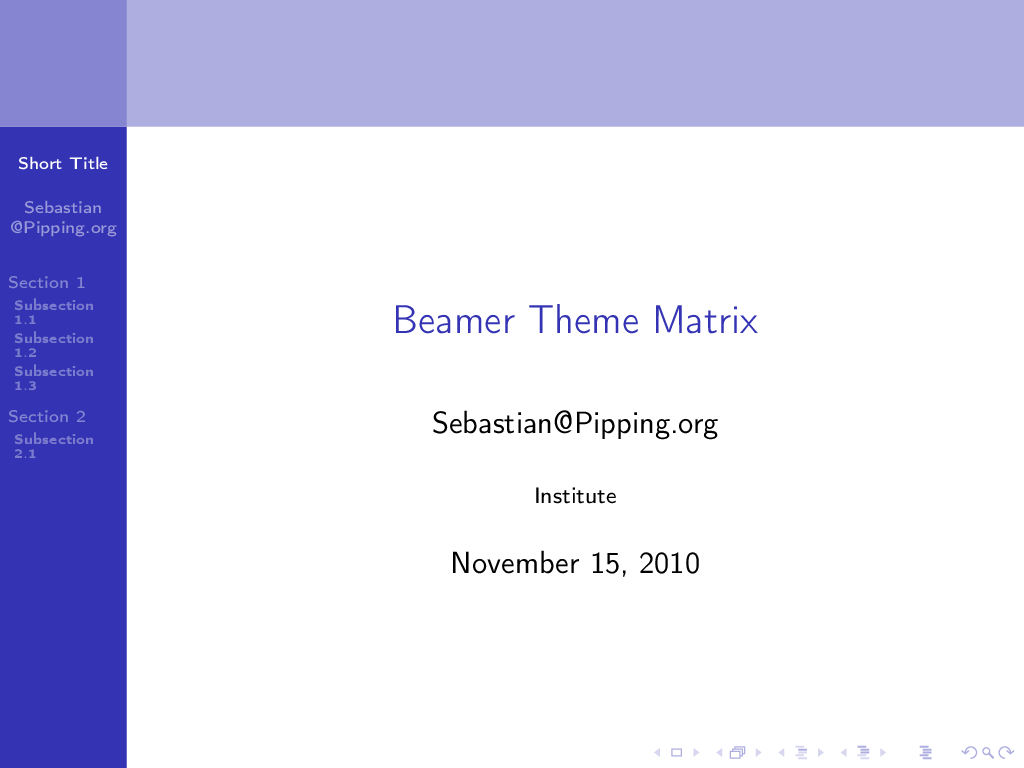 Short Title
Sebastian
@Pipping.org
Section 1
Subsection
1.1
Subsection
1.2
Subsection
1.3
Section 2
Subsection
2.1
Beamer Theme Matrix
Sebastian@Pipping.org
Institute
November 15, 2010